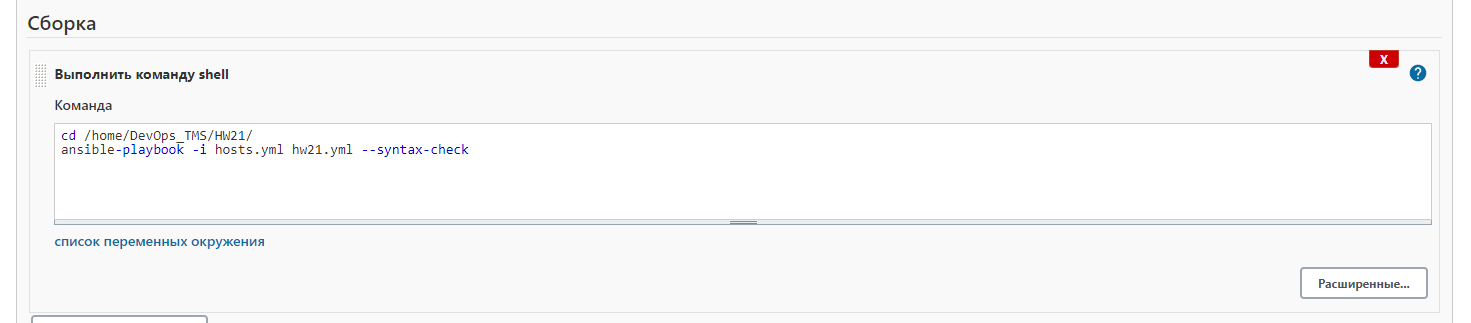 Сборка
X
Выполнить команду shell
?
Команда
cd /home/DevOps_TMS/HW21/
ansible-playbook -i hosts.yml hw21.yml --syntax-check
список переменных окружения
Расширенные...